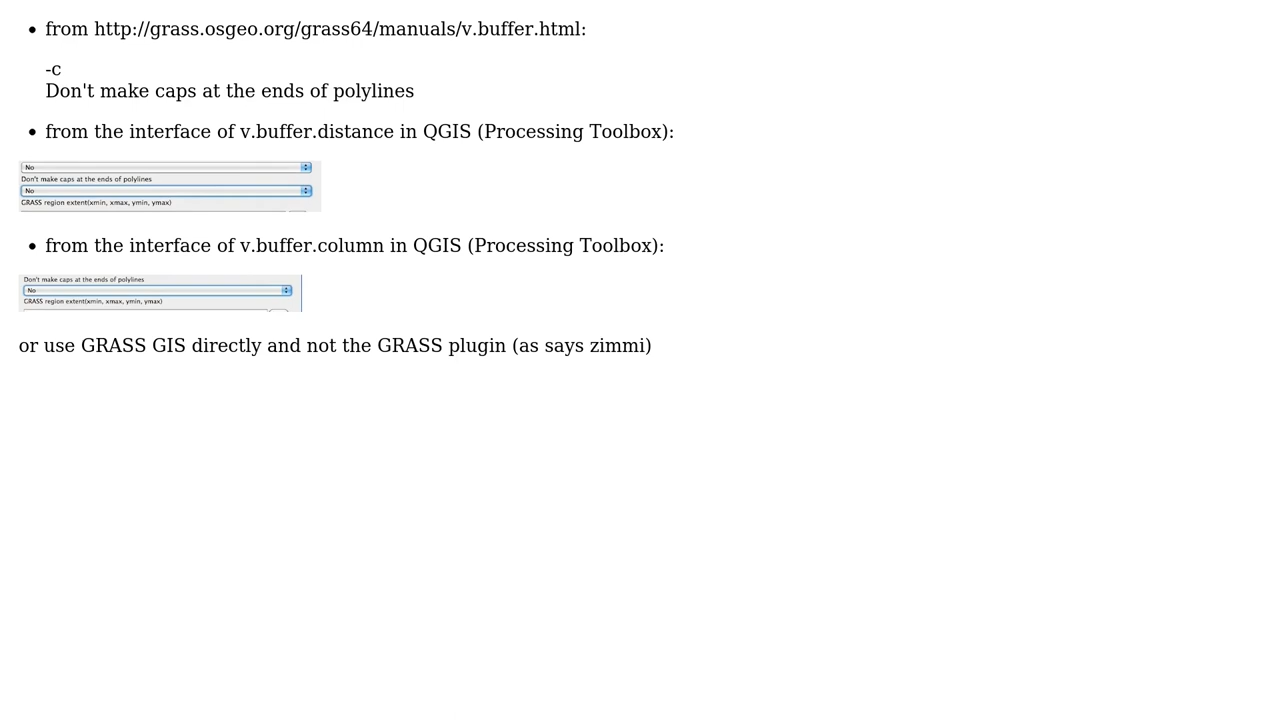 from http://grass.osgeo.org/grass64/manuals/v.buffer.html:
-c
Don't make caps at the ends of polylines
from the interface of v.buffer.distance in QGIS (Processing Toolbox):
No
Don't make caps at the ends of polylines
No
GRASS region extent(xmin, xmax, ymin, ymax)
from the interface of v.buffer.column in QGIS (Processing Toolbox):
Don't make caps at the ends of polylines
No
GRASS region extent(xmin, xmax, ymin, ymax)
or use GRASS GIS directly and not the GRASS plugin (as says zimmi)